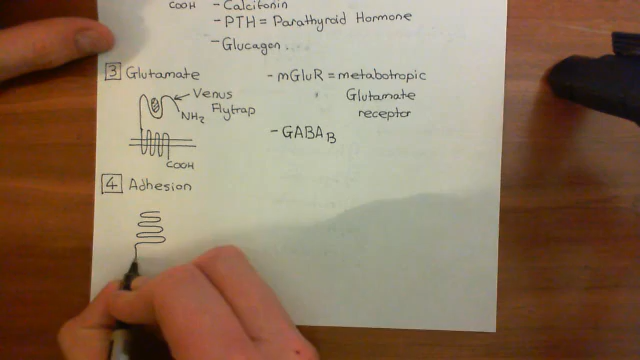 COOH - Calcitonin
- PTH = Parathyroid Hormone
- Glucagon.
3 Glutamate
Venus
Flytrap
NH2
COOH
- mGluR = metabotropic
Glutamate
receptor
- GABAB
4 Adhesion